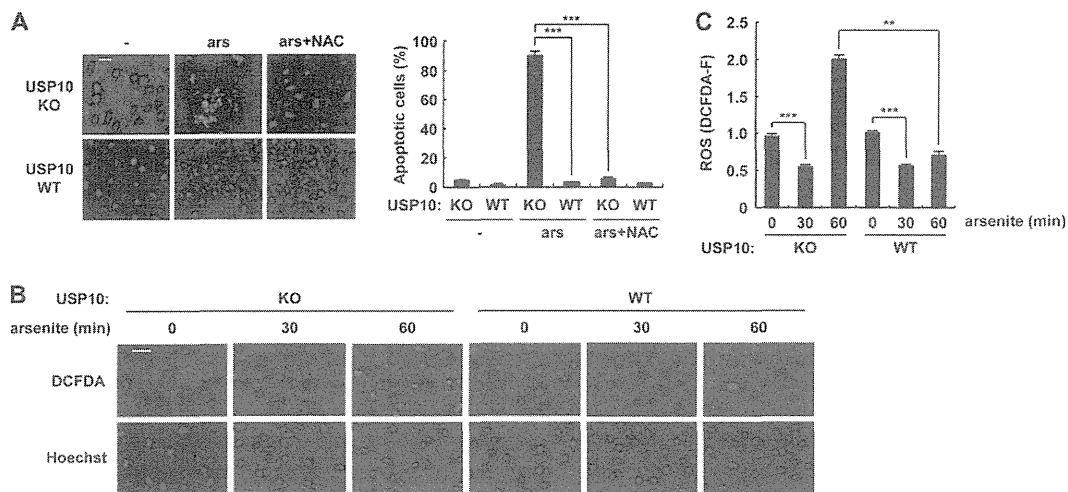 A
- ars ars+NAC
USP10 KO
USP10 WT
Apoptotic cells (%)
100
80
60
40
20
0
***
***
USP10: KO WT KO WT KO WT
- ars ars+NAC
C
ROS (DCFDA-F)
2.5
2.0
1.5
1.0
0.5
0
**
***
***
0 30 60 0 30 60 arsenite (min)
USP10: KO WT
B USP10: KO WT
arsenite (min) 0 30 60 0 30 60
DCFDA
Hoechst